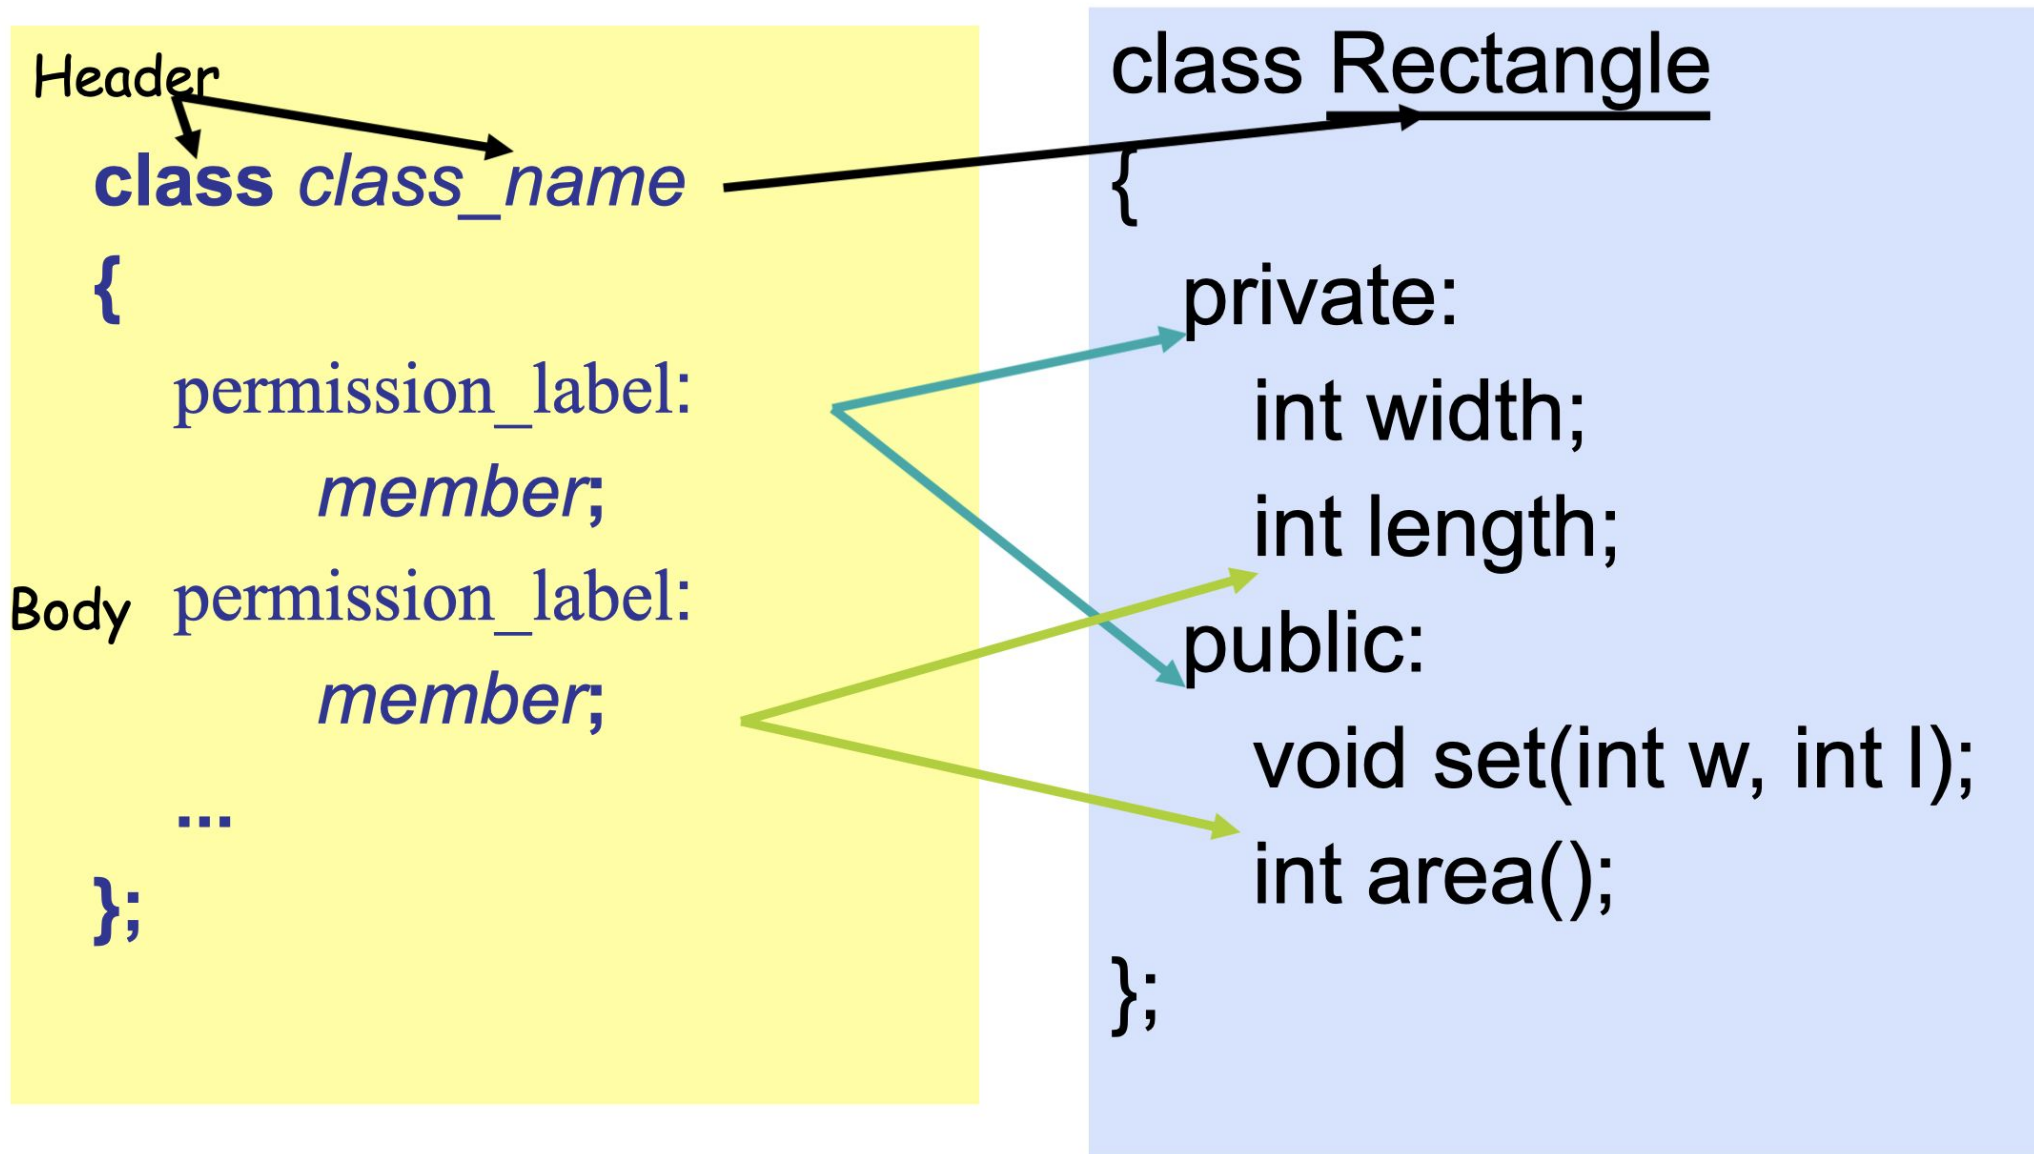 Header
class class_name
{
permission_label:
member;
Body permission_label:
member;
...
};
class Rectangle
{
private:
int width;
int length;
public:
void set(int w, int l);
int area();
};